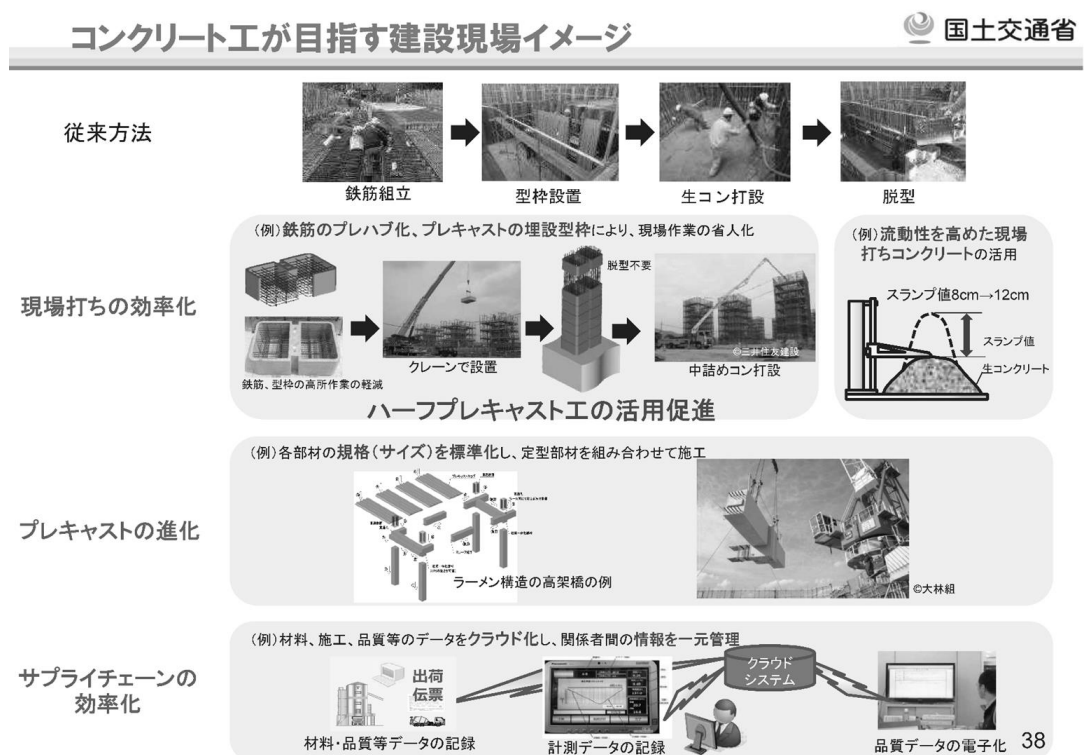 コンクリート工が目指す建設現場イメージ
国土交通省
従来方法
鉄筋組立
型枠設置
生コン打設
脱型
現場打ちの効率化
(例)鉄筋のプレハブ化、プレキャストの埋設型枠により、現場作業の省人化
脱型不要
©三井住友建設
鉄筋、型枠の高所作業の軽減
クレーンで設置
中詰めコン打設
ハーフプレキャスト工の活用促進
(例)流動性を高めた現場
打ちコンクリートの活用
スランプ値8cm→12cm
スランプ値
生コンクリート
プレキャストの進化
(例)各部材の規格(サイズ)を標準化し、定型部材を組み合わせて施工
ラーメン構造の高架橋の例
©大林組
サプライチェーンの
効率化
(例)材料、施工、品質等のデータをクラウド化し、関係者間の情報を一元管理
出荷
伝票
クラウド
システム
材料・品質等データの記録
計測データの記録
品質データの電子化
38